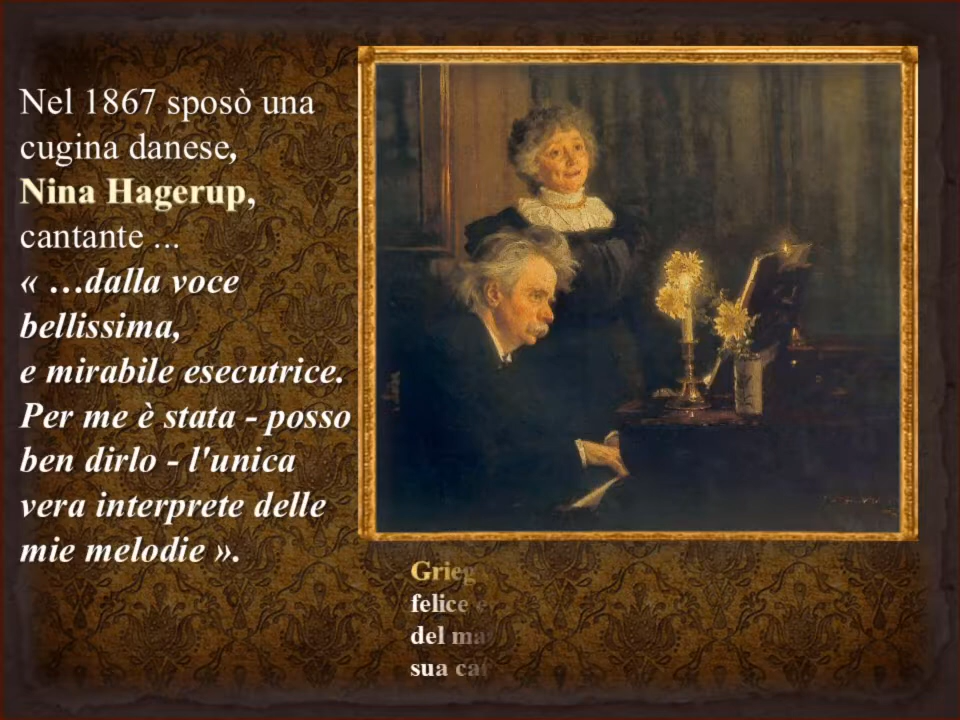 Nel 1867 sposò una
cugina danese,
Nina Hagerup,
cantante ...
« …dalla voce
bellissima,
e mirabile esecutrice.
Per me è stata - posso
ben dirlo - l'unica
vera interprete delle
mie melodie ».
Grieg
felice
del
sua